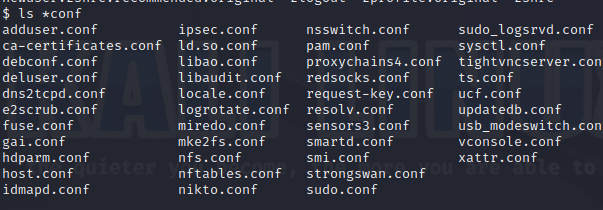 $ ls *conf
adduser.conf ipsec.conf nsswitch.conf sudo_logsrvd.conf
ca-certificates.conf ld.so.conf pam.conf sysctl.conf
debconf.conf libao.conf proxychains4.conf tightvncserver.con
deluser.conf libaudit.conf redsocks.conf ts.conf
dns2tcpd.conf locale.conf request-key.conf ucf.conf
e2scrub.conf logrotate.conf resolv.conf updatedb.conf
fuse.conf miredo.conf sensors3.conf usb_modeswitch.con
gai.conf mke2fs.conf smartd.conf vconsole.conf
hdparm.conf nfs.conf smi.conf xattr.conf
host.conf nftables.conf strongswan.conf
idmapd.conf nikto.conf sudo.conf